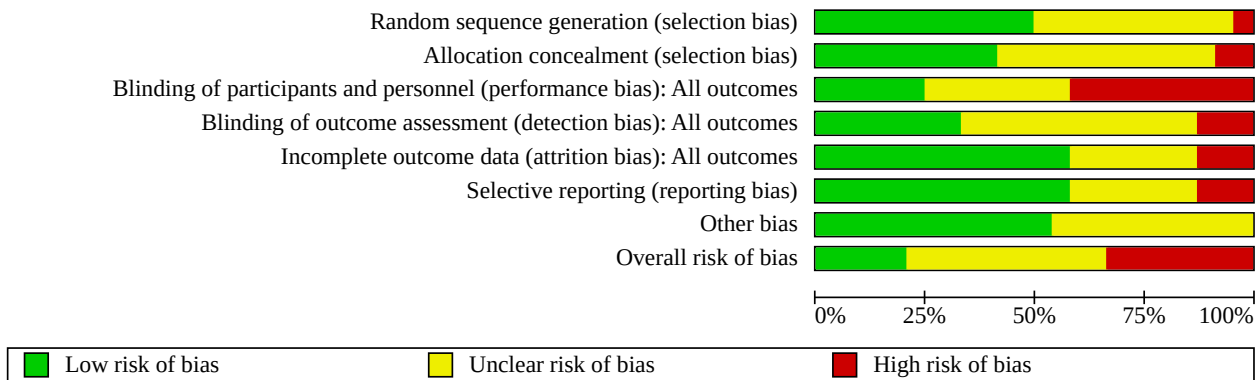 Random sequence generation (selection bias)
Allocation concealment (selection bias)
Blinding of participants and personnel (performance bias): All outcomes
Blinding of outcome assessment (detection bias): All outcomes
Incomplete outcome data (attrition bias): All outcomes
Selective reporting (reporting bias)
Other bias
Overall risk of bias
0% 25% 50% 75% 100%
Low risk of bias Unclear risk of bias High risk of bias